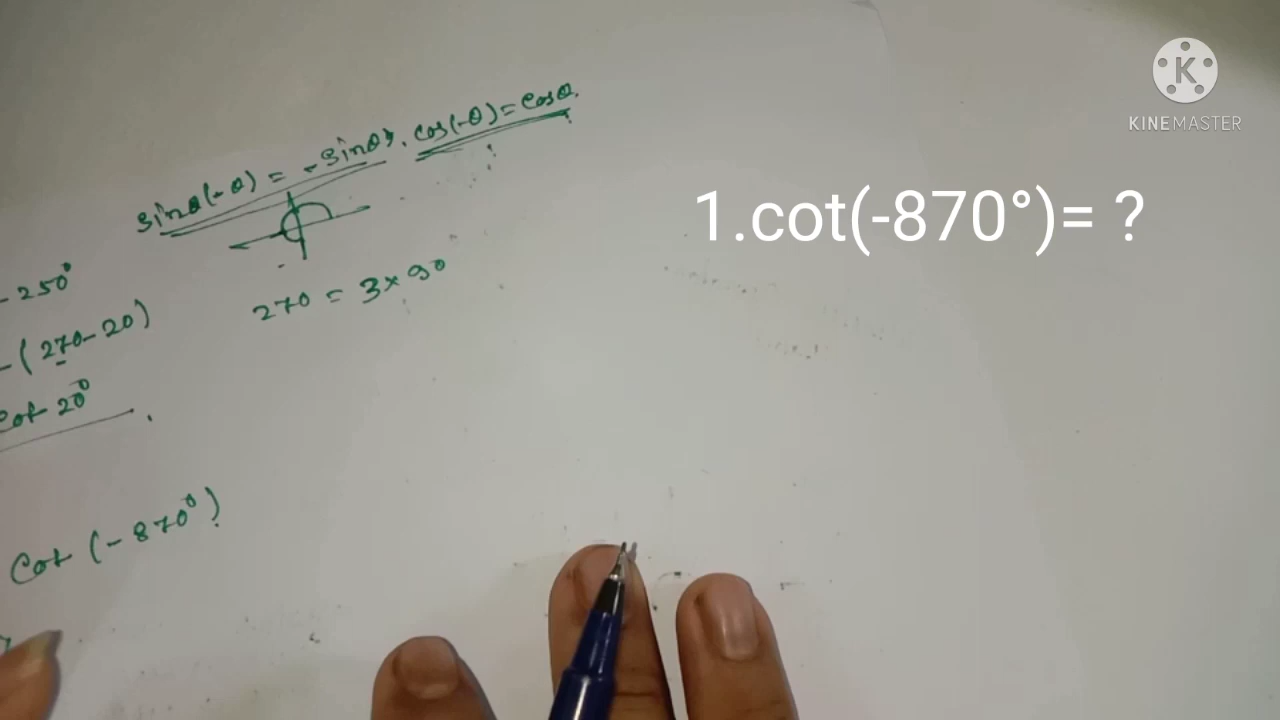 sinθ(-θ) = -sinθ, cos(-θ) = cosθ.
- 250°
270 = 3×90
-(270-20)
cot 20°
cot (-870°)
1.cot(-870°)= ?
K
KINEMASTER